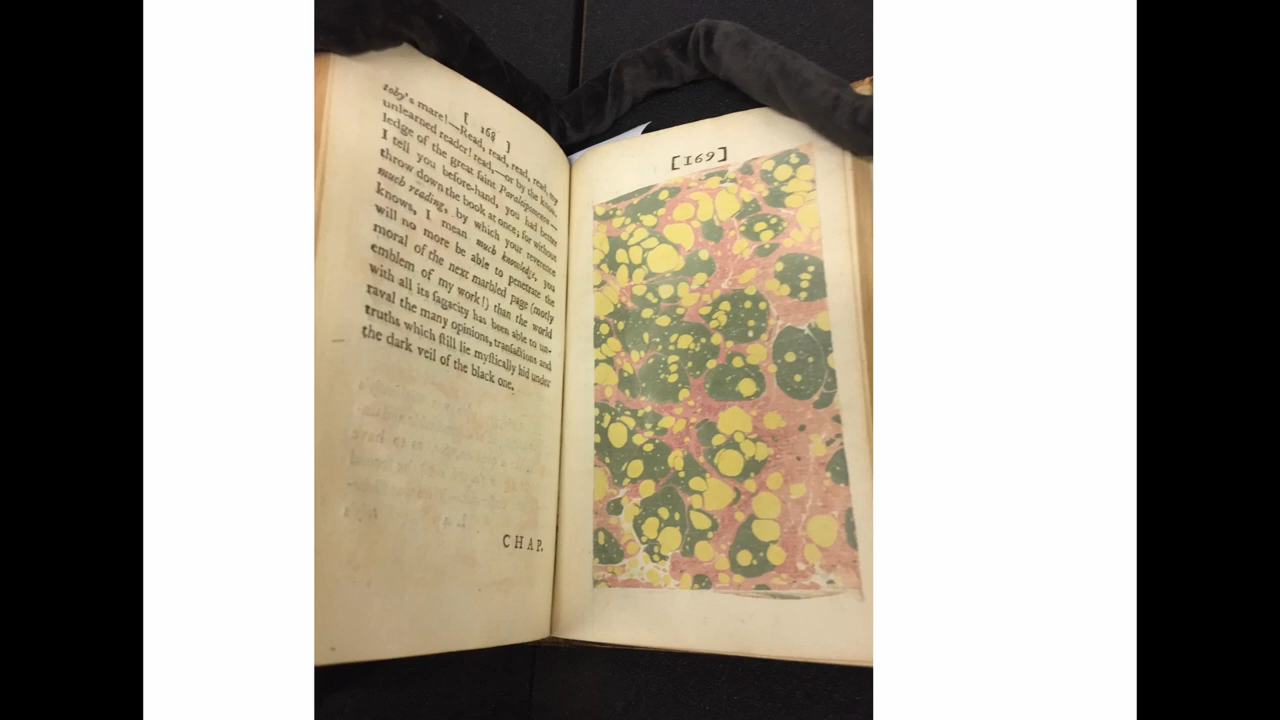 [ 168 ]
toby's mare!—Read, read, read, read, my
unlearned reader! read,—or by the know-
ledge of the great ſaint Paraleipomenon—
I tell you before-hand, you had better
throw down the book at once; for without
much reading, by which your reverence
knows, I mean much knowledge, you
will no more be able to penetrate the
moral of the next marbled page (motly
emblem of my work!) than the world
with all its ſagacity has been able to un-
raval the many opinions, tranſactions and
truths which ſtill lie myſtically hid under
the dark veil of the black one.
CHAP.
[169]